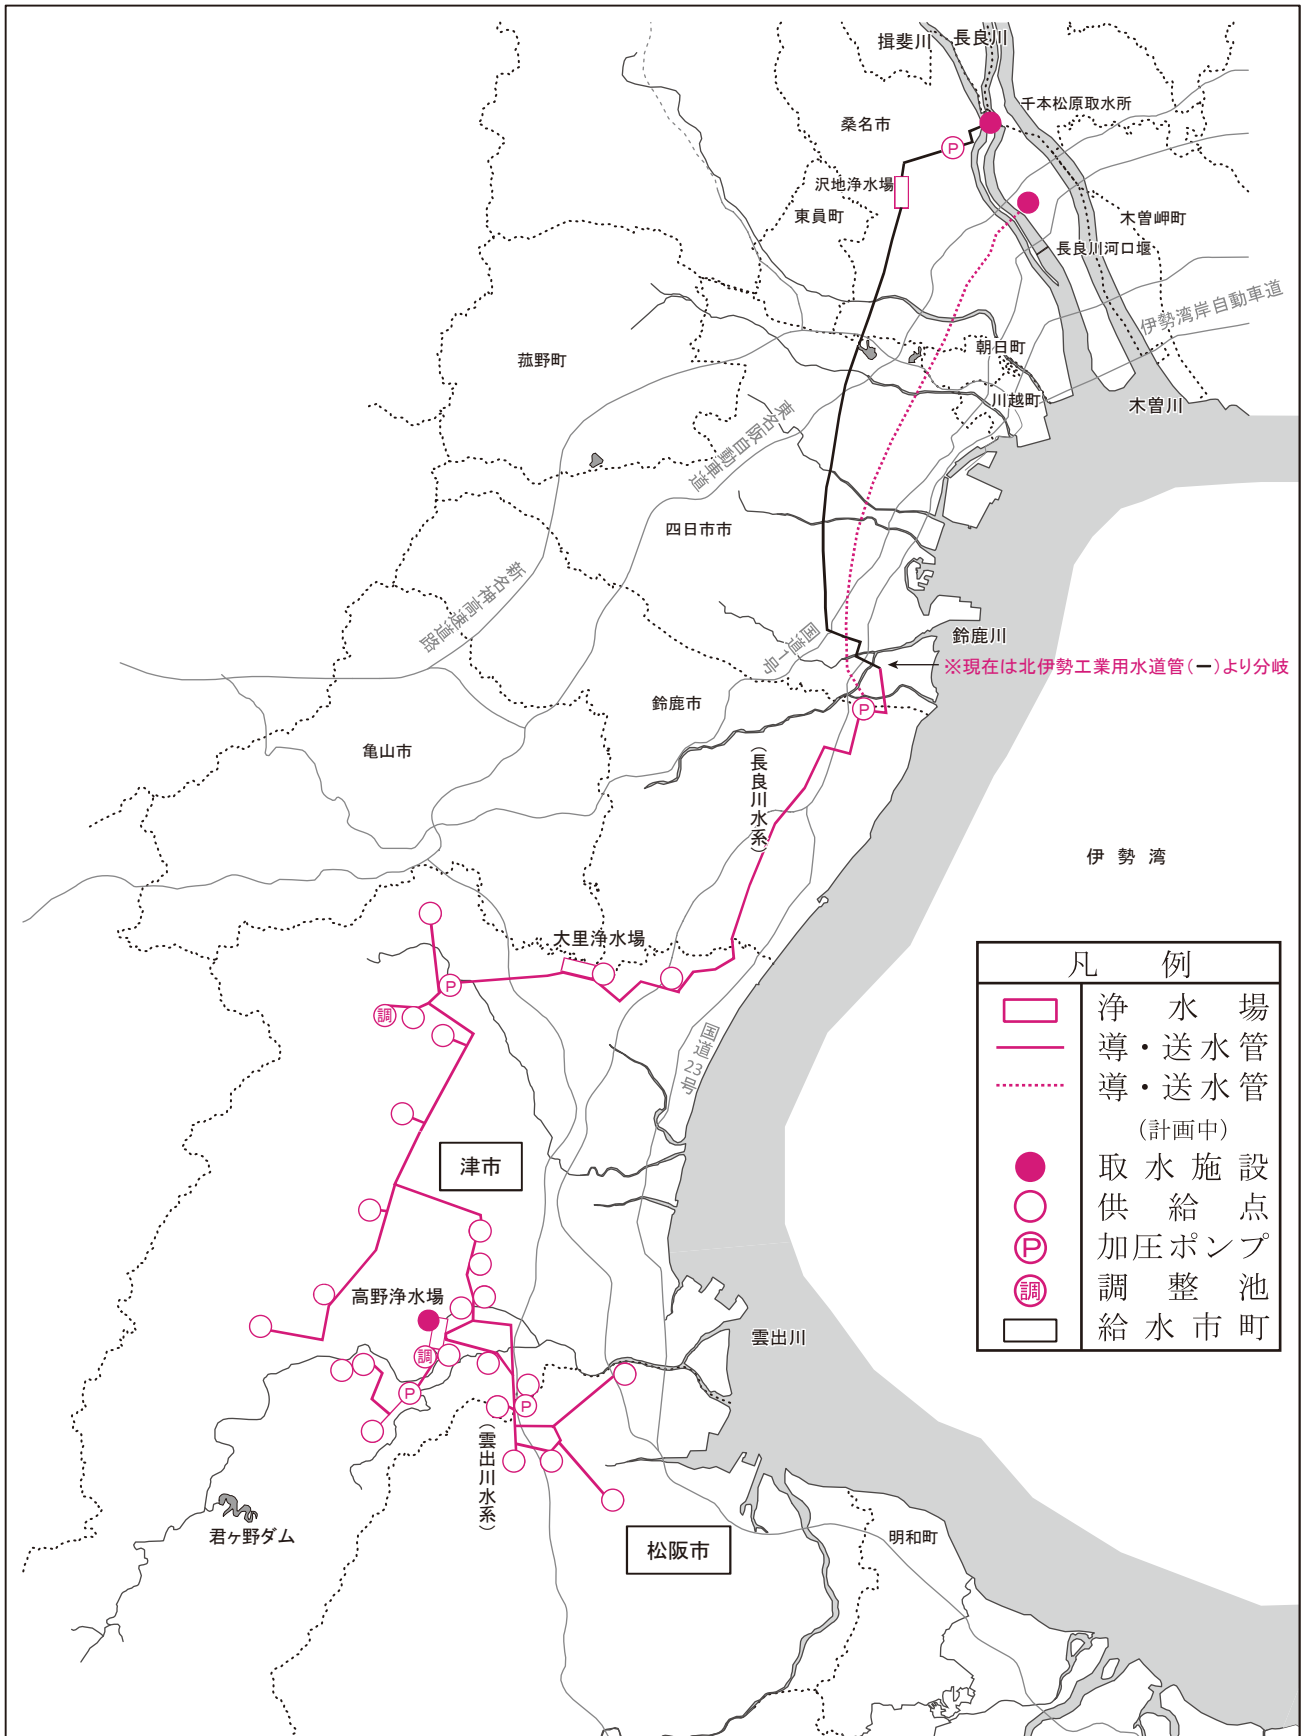 揖斐川
長良川
千本松原取水所
桑名市
P
沢地浄水場
東員町
木曽岬町
長良川河口堰
伊勢湾岸自動車道
朝日町
菰野町
川越町
木曽川
東名阪自動車道
四日市市
新名神高速道路
国道1号
鈴鹿川
※現在は北伊勢工業用水道管(ー)より分岐
鈴鹿市
P
亀山市
(長良川水系)
伊勢湾
大里浄水場
P
調
国道23号
津市
高野浄水場
調
P
P
雲出川
(雲出川水系)
君ヶ野ダム
松阪市
明和町
凡例
浄水場
導・送水管
導・送水管
(計画中)
取水施設
供給点
P 加圧ポンプ
調 調整池
給水市町